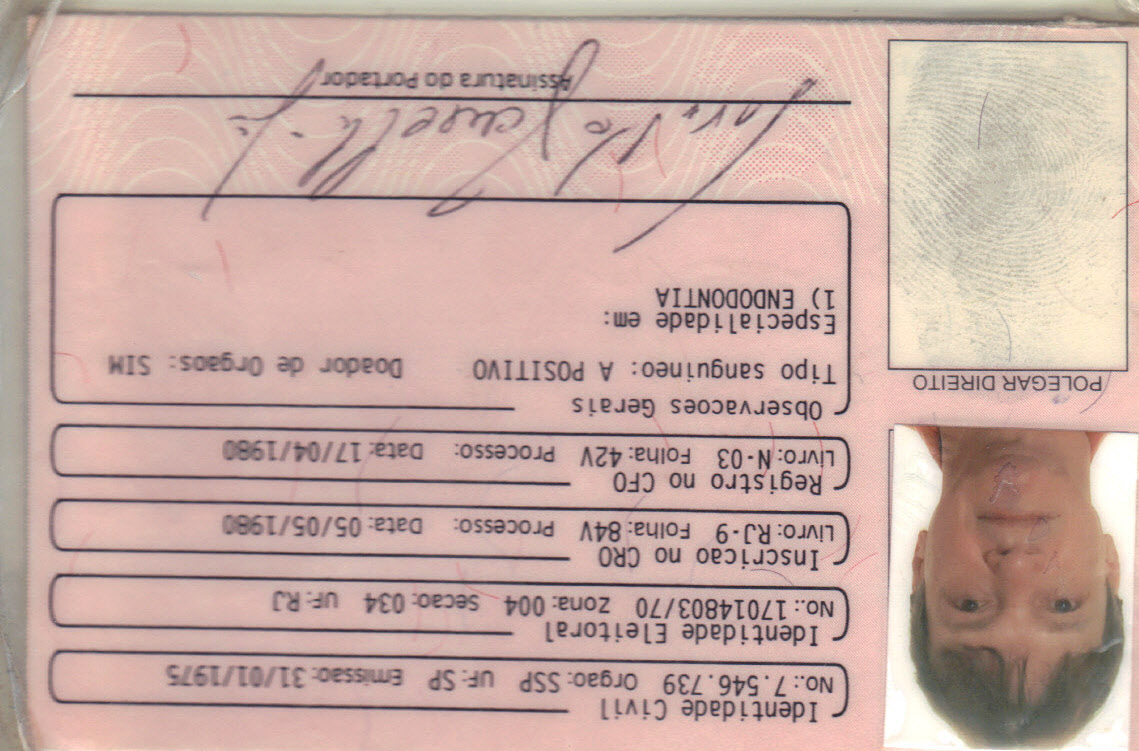 Identidade Civil
No.: 7.546.739 Orgao: SSP UF: SP Emissao: 31/01/1975
Identidade Eleitoral
No.: 17014803/70 Zona: 004 Secao: 034 UF: RJ
Inscricao no CRO
Livro: RJ-9 Folha: 84V Processo: Data: 05/05/1980
Registro no CFO
Livro: N-03 Folha: 42V Processo: Data: 17/04/1980
Observacoes Gerais
Tipo sanguineo: A POSITIVO Doador de Orgaos: SIM
Especialidade em:
1) ENDODONTIA
Assinatura do Portador
POLEGAR DIREITO